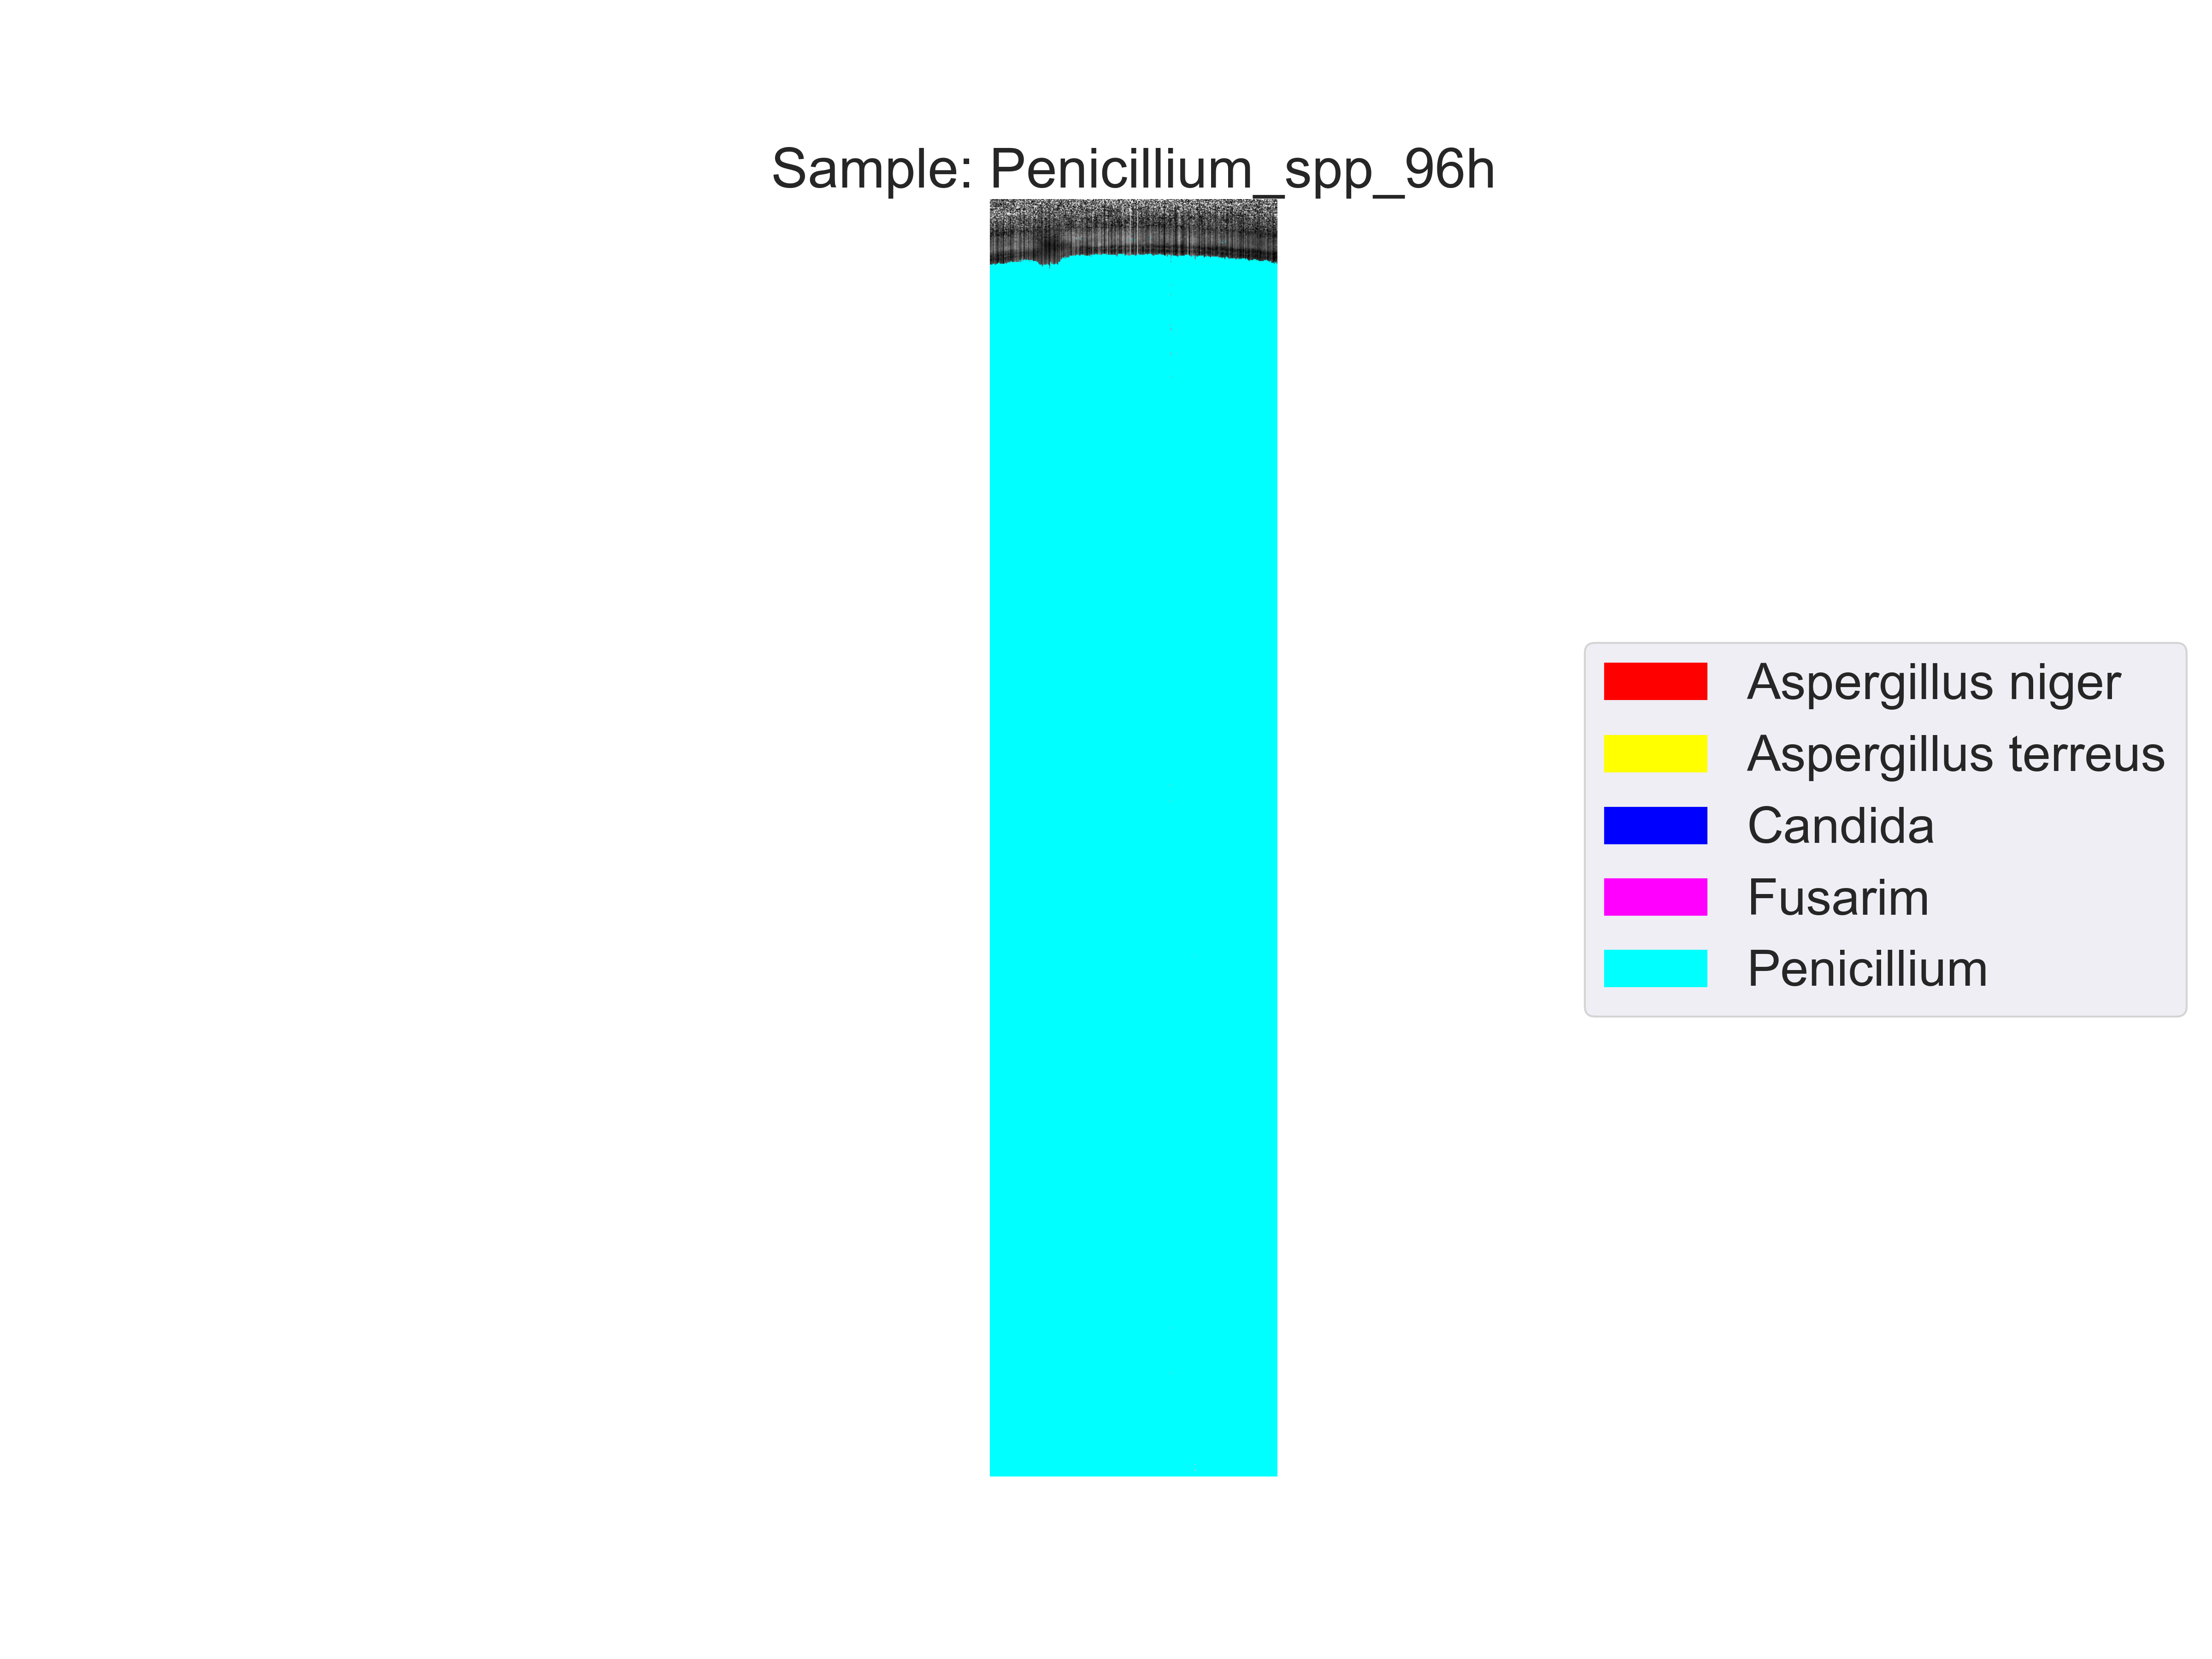 Sample: Penicillium_spp_96h
Aspergillus niger
Aspergillus terreus
Candida
Fusarim
Penicillium